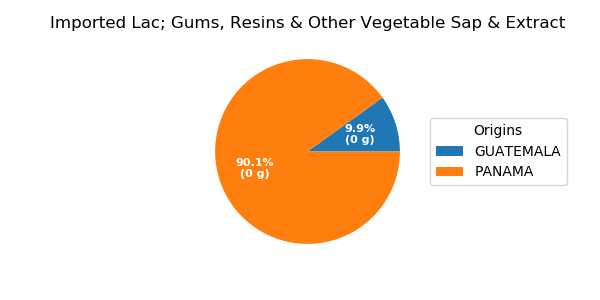 Imported Lac; Gums, Resins & Other Vegetable Sap & Extract
9.9%
(0 g)
90.1%
(0 g)
Origins
GUATEMALA
PANAMA